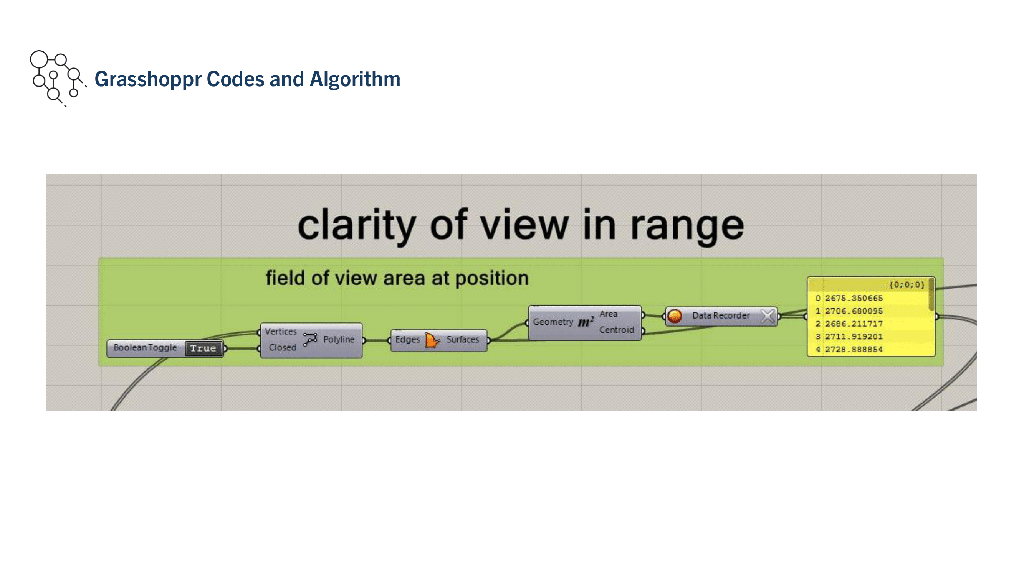 Grasshoppr Codes and Algorithm
clarity of view in range
field of view area at position
Boolean Toggle True
Vertices
Closed
Polyline
Edges Surfaces
Geometry m²
Area
Centroid
Data Recorder
{0;0;0}
0 2675.350665
1 2706.680095
2 2686.211717
3 2711.919201
4 2728.888854